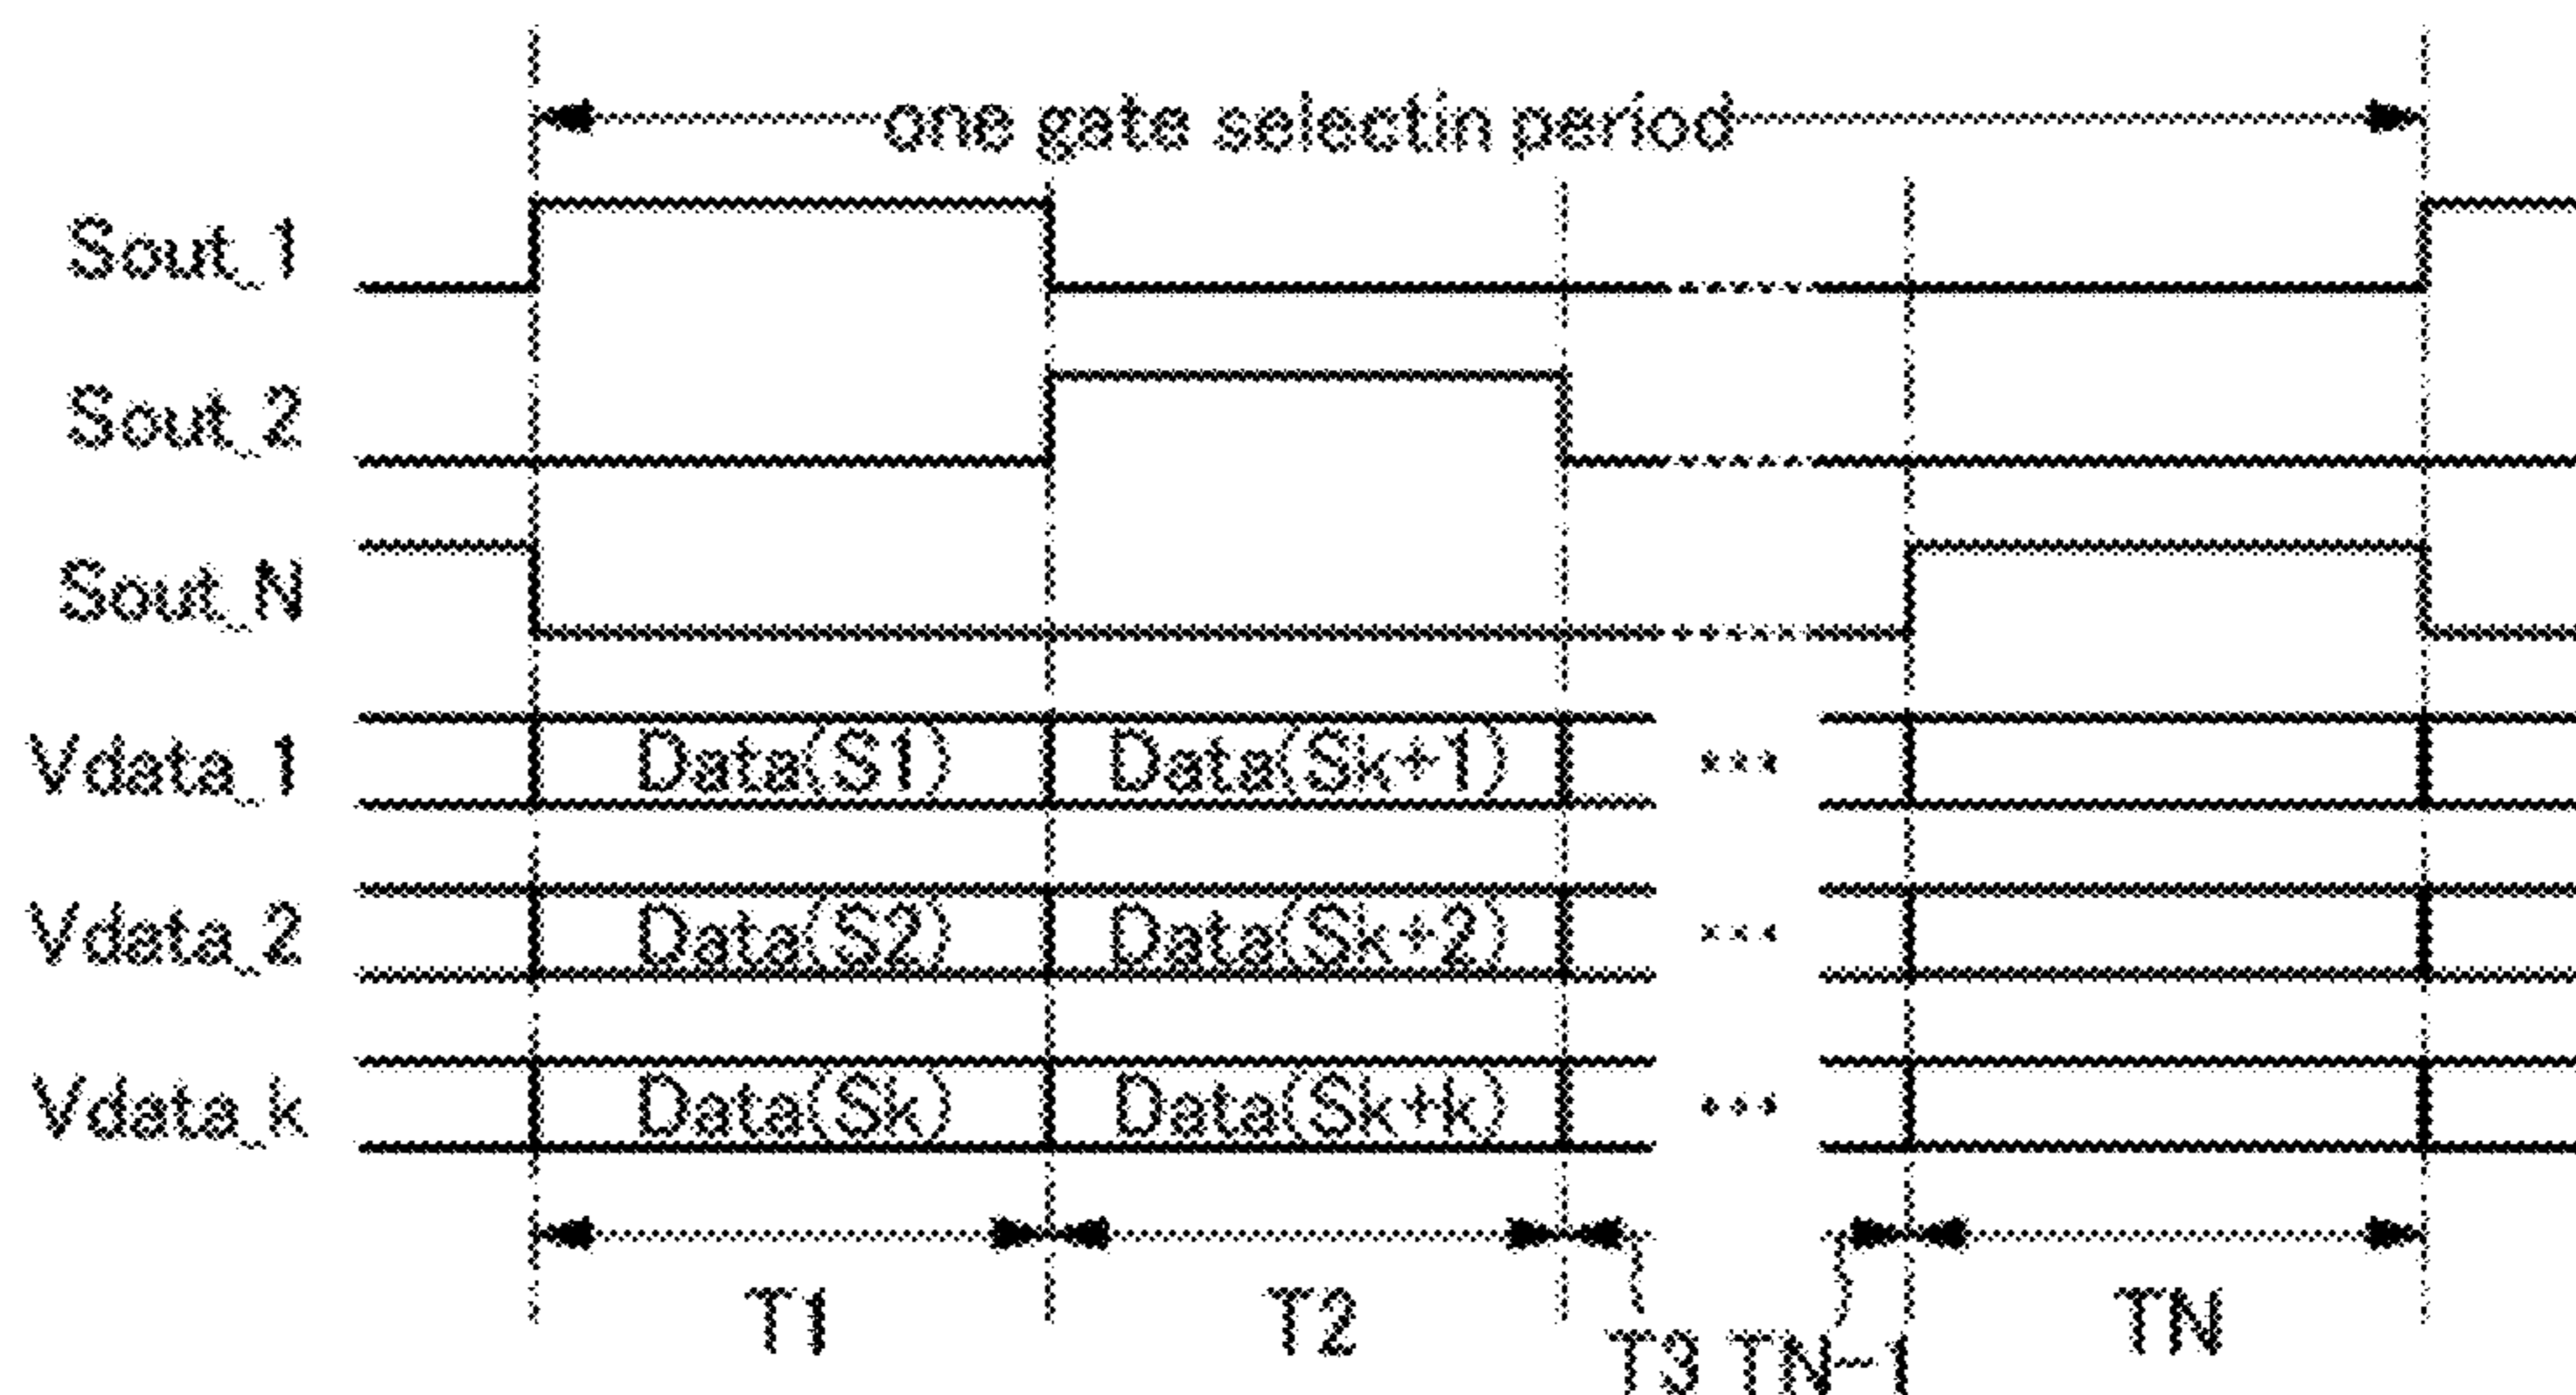 one gate selectin period
Sout_1
Sout_2
Sout_N
Vdata_1 Data(S1) Data(Sk+1) ...
Vdata_2 Data(S2) Data(Sk+2) ...
Vdata_k Data(Sk) Data(Sk+k) ...
T1 T2 T3 TN-1 TN